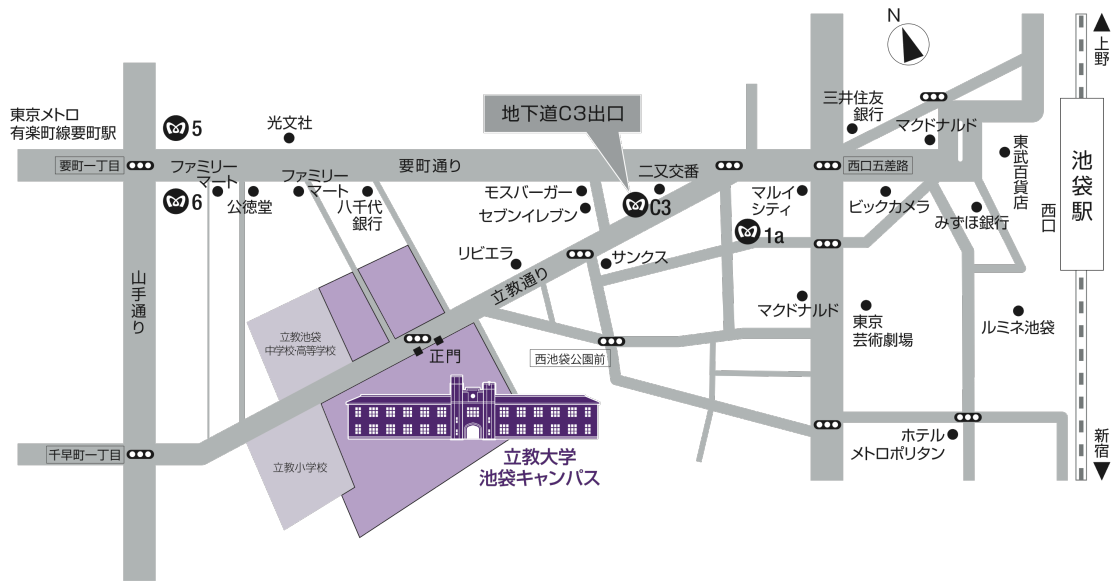 N
上野
三井住友
銀行
マクドナルド
東京メトロ
有楽町線要町駅
5
光文社
地下道C3出口
東武百貨店
池袋駅
西口
要町一丁目
ファミリー
マート
ファミリー
マート
要町通り
二又交番
西口五差路
6
公徳堂
八千代
銀行
モスバーガー
セブンイレブン
C3
マルイ
シティ
ビックカメラ
みずほ銀行
1a
リビエラ
サンクス
立教通り
山手通り
マクドナルド
東京
芸術劇場
ルミネ池袋
立教池袋
中学校・高等学校
正門
西池袋公園前
ホテル
メトロポリタン
新宿
千早町一丁目
立教小学校
立教大学
池袋キャンパス